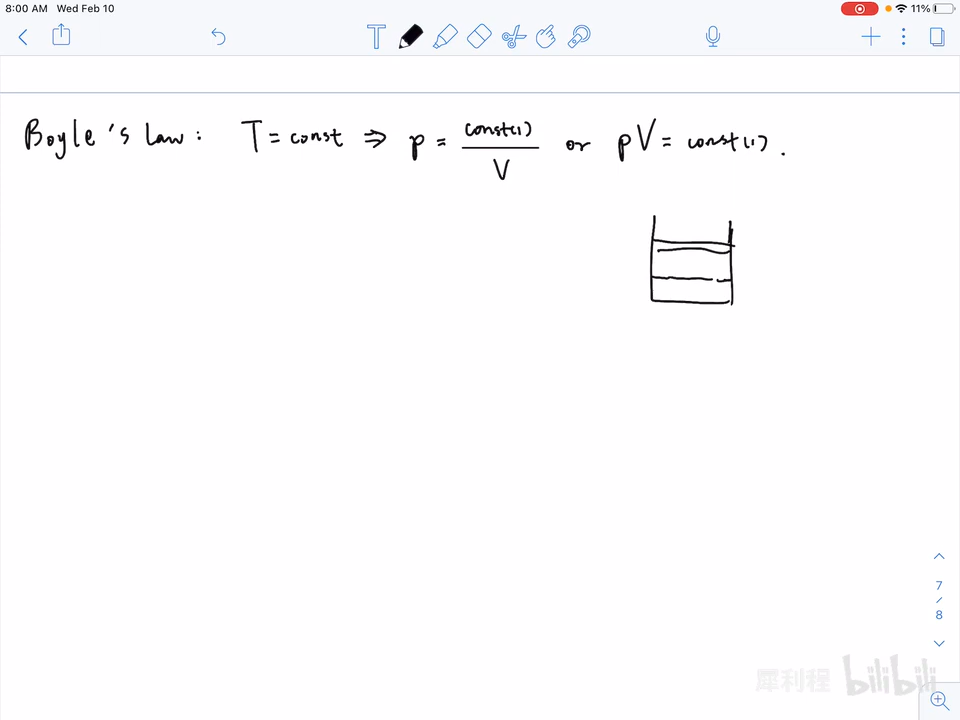 8:00 AM Wed Feb 10
11%
T
Boyle's law: T = const ⇒ p = const(1) / V or pV = const(1).
7
/
8
犀利程 bilibili